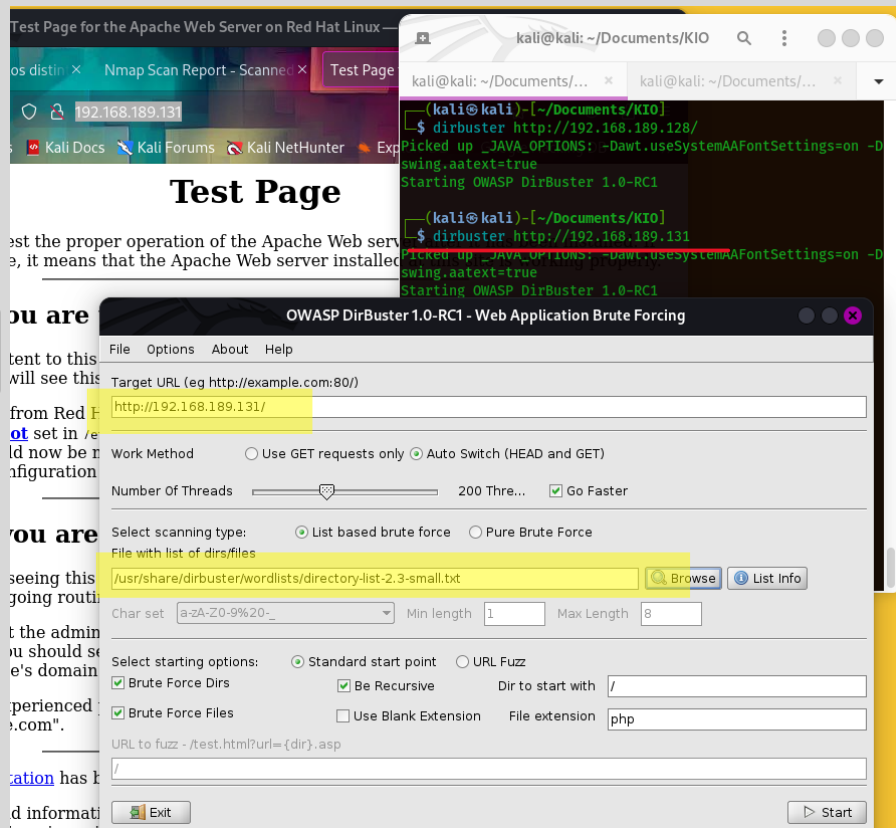 Test Page for the Apache Web Server on Red Hat Linux —
os distin × Nmap Scan Report - Scanned × Test Page
192.168.189.131
s Kali Docs Kali Forums Kali NetHunter Exp
Test Page
est the proper operation of the Apache Web serv
e, it means that the Apache Web server installed properly.
ou are
tent to this
will see this
from Red H
ot set in /e
ld now be n
nfiguration
you are
seeing this
going routi
t the admin
ou should se
e's domain
xperienced
e.com".
tation has b
d informati
kali@kali: ~/Documents/KIO
kali@kali: ~/Documents/... × kali@kali: ~/Documents/... ×
(kali㉿kali)-[~/Documents/KIO]
$ dirbuster http://192.168.189.128/
Picked up _JAVA_OPTIONS: -Dawt.useSystemAAFontSettings=on -D
swing.aatext=true
Starting OWASP DirBuster 1.0-RC1
(kali㉿kali)-[~/Documents/KIO]
$ dirbuster http://192.168.189.131
Picked up _JAVA_OPTIONS: -Dawt.useSystemAAFontSettings=on -D
swing.aatext=true
Starting OWASP DirBuster 1.0-RC1
OWASP DirBuster 1.0-RC1 - Web Application Brute Forcing
File Options About Help
Target URL (eg http://example.com:80/)
http://192.168.189.131/
Work Method Use GET requests only Auto Switch (HEAD and GET)
Number Of Threads 200 Thre... Go Faster
Select scanning type: List based brute force Pure Brute Force
File with list of dirs/files
/usr/share/dirbuster/wordlists/directory-list-2.3-small.txt Browse List Info
Char set a-zA-Z0-9%20-_ Min length 1 Max Length 8
Select starting options: Standard start point URL Fuzz
Brute Force Dirs Be Recursive Dir to start with /
Brute Force Files Use Blank Extension File extension php
URL to fuzz - /test.html?url={dir}.asp
/
Exit Start